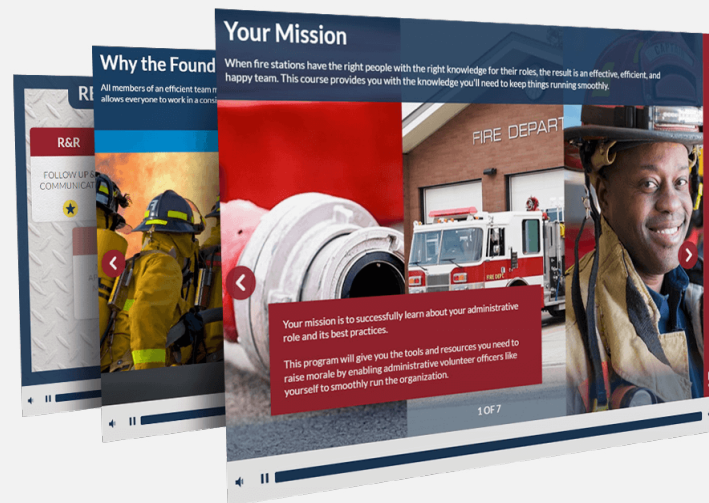 Your Mission
When fire stations have the right people with the right knowledge for their roles, the result is an effective, efficient, and
happy team. This course provides you with the knowledge you'll need to keep things running smoothly.
FIRE DEPART
FIRE DEPT
Your mission is to successfully learn about your administrative
role and its best practices.
This program will give you the tools and resources you need to
raise morale by enabling administrative volunteer officers like
yourself to smoothly run the organization.
1 OF 7
Why the Found
All members of an efficient team m
allows everyone to work in a consi
RE
R&R
FOLLOW UP &
COMMUNICAT